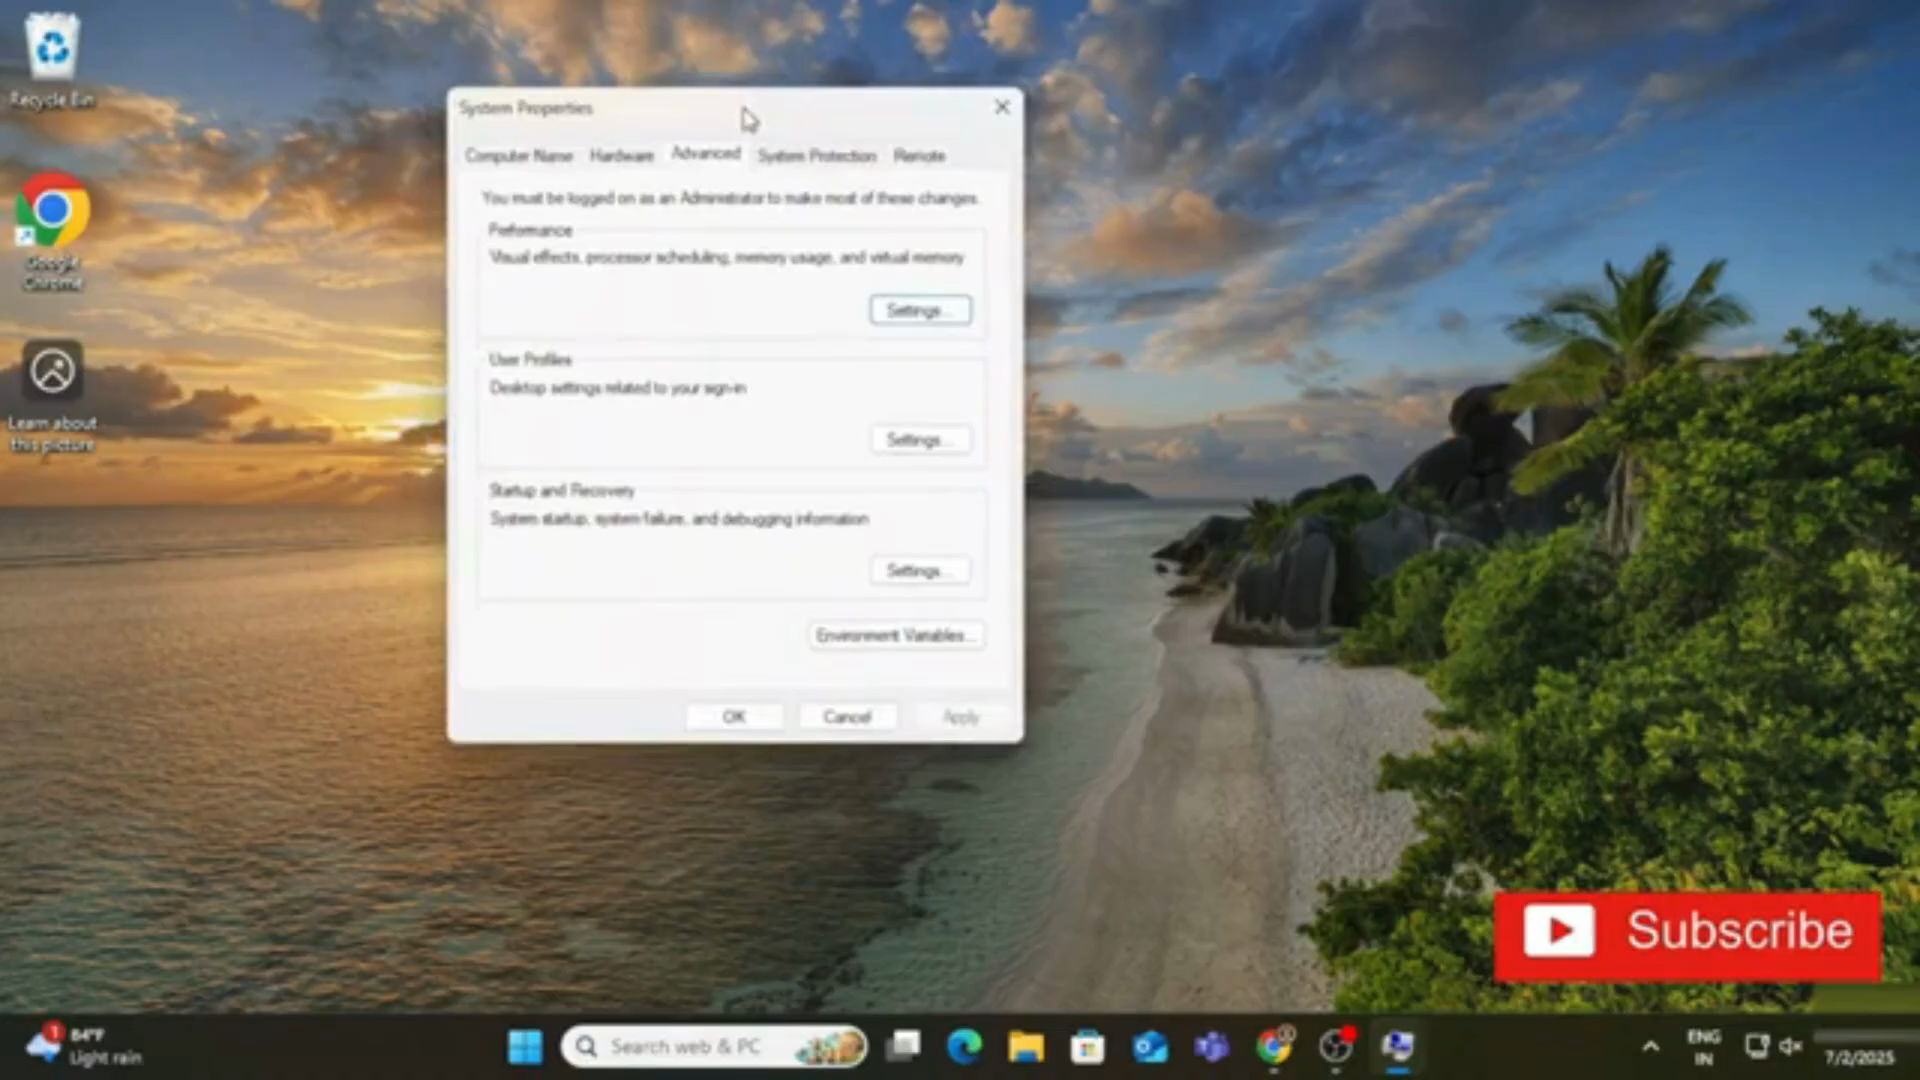 Recycle Bin
Google
Chrome
Learn about
this picture
System Properties
Computer Name Hardware Advanced System Protection Remote
You must be logged on as an Administrator to make most of these changes.
Performance
Visual effects, processor scheduling, memory usage, and virtual memory
Settings...
User Profiles
Desktop settings related to your sign-in
Settings...
Startup and Recovery
System startup, system failure, and debugging information
Settings...
Environment Variables...
OK Cancel Apply
Subscribe
1
84°F
Light rain
Search web & PC
ENG
IN
7/2/2025